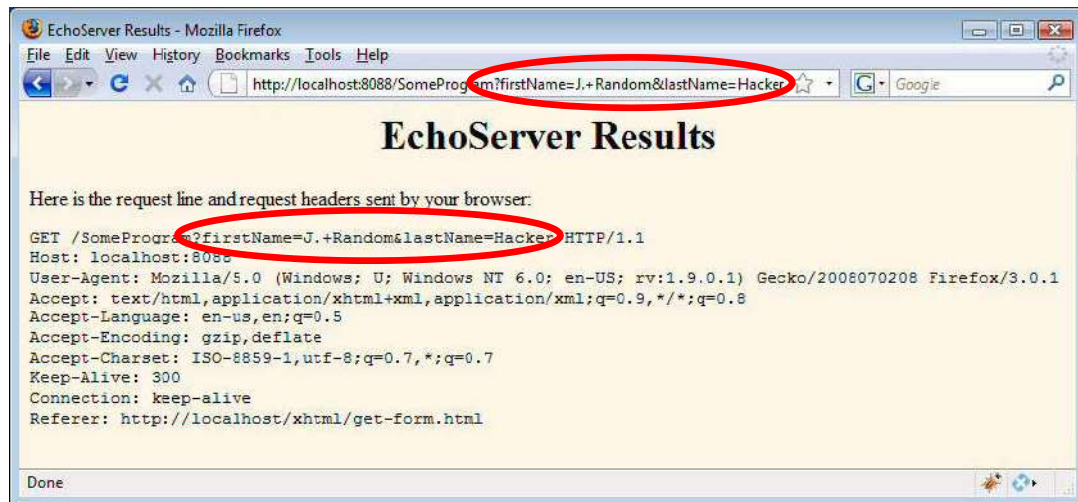 EchoServer Results - Mozilla Firefox
File Edit View History Bookmarks Tools Help
http://localhost:8088/SomeProgram?firstName=J.+Random&lastName=Hacker
G Google
EchoServer Results
Here is the request line and request headers sent by your browser:
GET /SomeProgram?firstName=J.+Random&lastName=Hacker HTTP/1.1
Host: localhost:8088
User-Agent: Mozilla/5.0 (Windows; U; Windows NT 6.0; en-US; rv:1.9.0.1) Gecko/2008070208 Firefox/3.0.1
Accept: text/html,application/xhtml+xml,application/xml;q=0.9,*/*;q=0.8
Accept-Language: en-us,en;q=0.5
Accept-Encoding: gzip,deflate
Accept-Charset: ISO-8859-1,utf-8;q=0.7,*;q=0.7
Keep-Alive: 300
Connection: keep-alive
Referer: http://localhost/xhtml/get-form.html
Done